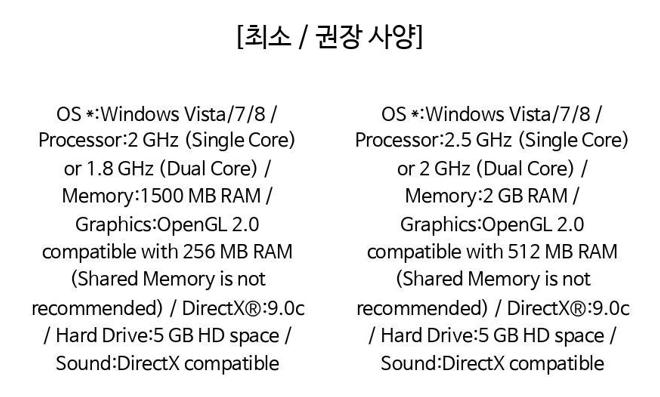 [최소 / 권장 사양]
OS *:Windows Vista/7/8 /
Processor:2 GHz (Single Core)
or 1.8 GHz (Dual Core) /
Memory:1500 MB RAM /
Graphics:OpenGL 2.0
compatible with 256 MB RAM
(Shared Memory is not
recommended) / DirectX®:9.0c
/ Hard Drive:5 GB HD space /
Sound:DirectX compatible
OS *:Windows Vista/7/8 /
Processor:2.5 GHz (Single Core)
or 2 GHz (Dual Core) /
Memory:2 GB RAM /
Graphics:OpenGL 2.0
compatible with 512 MB RAM
(Shared Memory is not
recommended) / DirectX®:9.0c
/ Hard Drive:5 GB HD space /
Sound:DirectX compatible